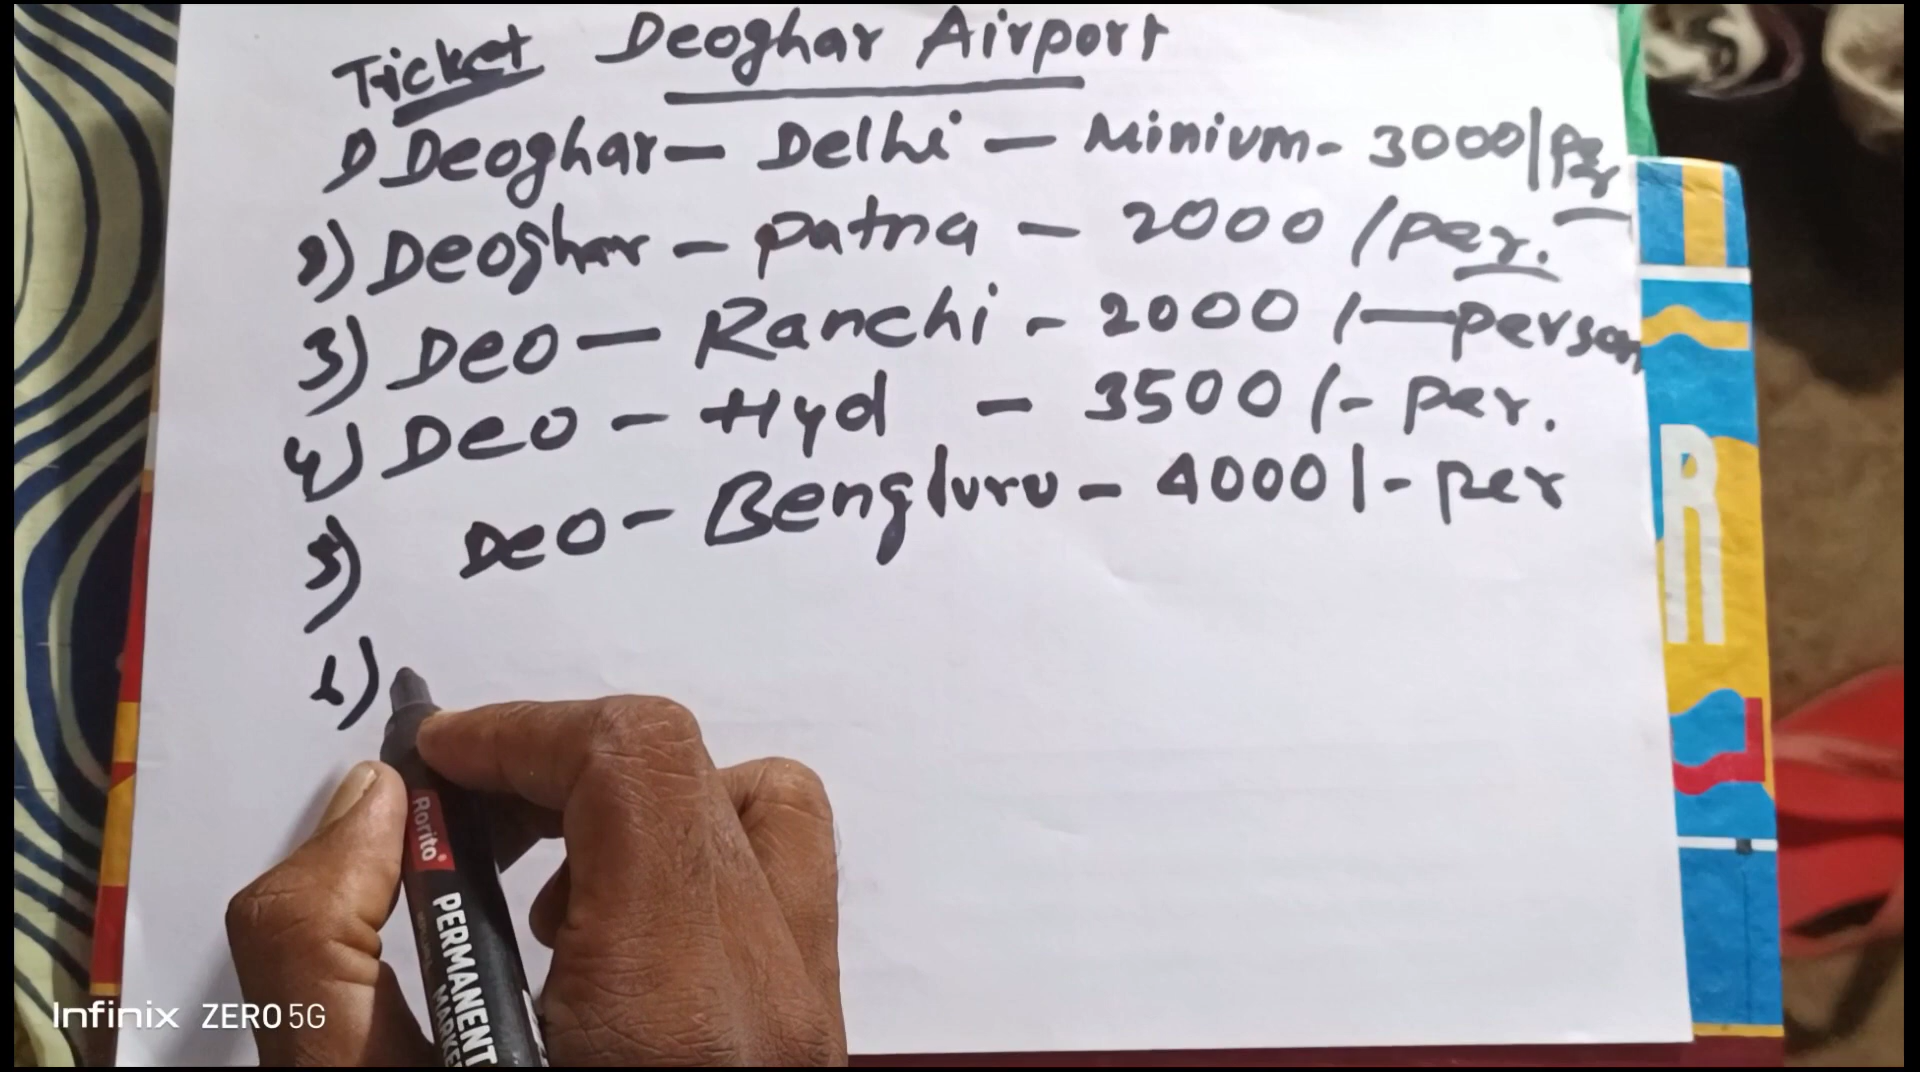 Ticket Deoghar Airport
1) Deoghar - Delhi - Minium - 3000/per
2) Deoghar - Patna - 2000/per.
3) Deo - Ranchi - 2000/- person
4) Deo - Hyd - 3500/- per.
5) Deo - Bengluru - 4000/- per
6)
R
Rorito®
PERMANENT
MARKE
Infinix ZERO 5G